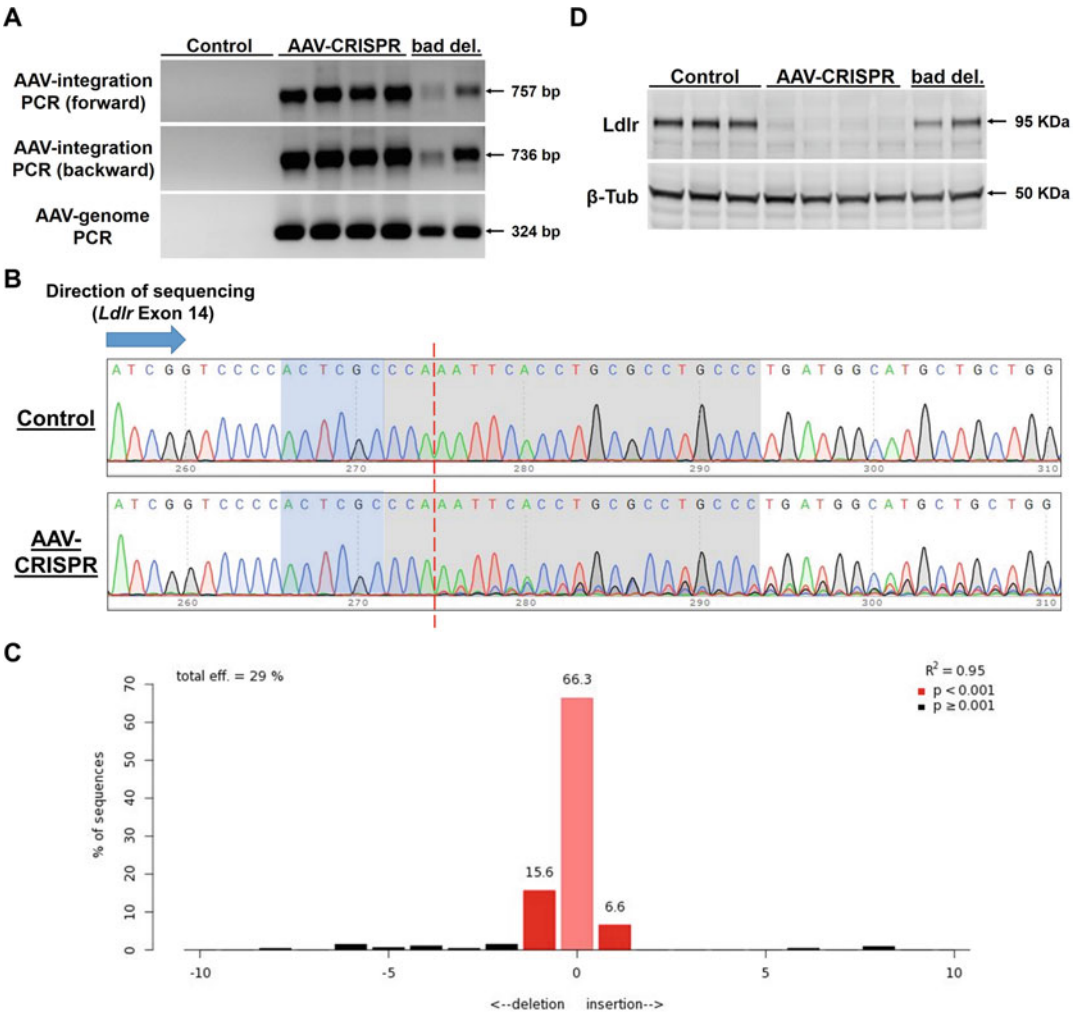 A
Control AAV-CRISPR bad del.
AAV-integration
PCR (forward)
757 bp
AAV-integration
PCR (backward)
736 bp
AAV-genome
PCR
324 bp
D
Control AAV-CRISPR bad del.
Ldlr
95 KDa
β-Tub
50 KDa
B
Direction of sequencing
(Ldlr Exon 14)
Control
ATCGGTCCCCACTCGCCCAAATTCACCTGCGCCTGCCCTGATGGCATGCTGCTGG
260 270 280 290 300 310
AAV-
CRISPR
ATCGGTCCCCACTCGCCCAAATTCACCTGCGCCTGCCCTGATGGCATGCTGCTGG
260 270 280 290 300 310
C
total eff. = 29 %
R² = 0.95
p < 0.001
p ≥ 0.001
% of sequences
70
60
50
40
30
20
10
0
66.3
15.6
6.6
-10 -5 0 5 10
<--deletion insertion-->